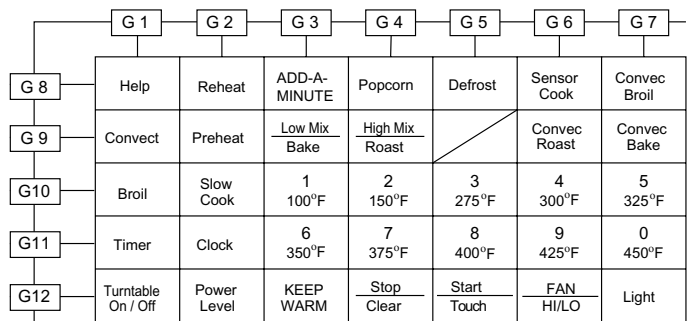 G 1 G 2 G 3 G 4 G 5 G 6 G 7
G 8 Help Reheat ADD-A-MINUTE Popcorn Defrost Sensor Cook Convec Broil
G 9 Convect Preheat Low Mix Bake High Mix Roast Convec Roast Convec Bake
G10 Broil Slow Cook 1 100°F 2 150°F 3 275°F 4 300°F 5 325°F
G11 Timer Clock 6 350°F 7 375°F 8 400°F 9 425°F 0 450°F
G12 Turntable On / Off Power Level KEEP WARM Stop Clear Start Touch FAN HI/LO Light